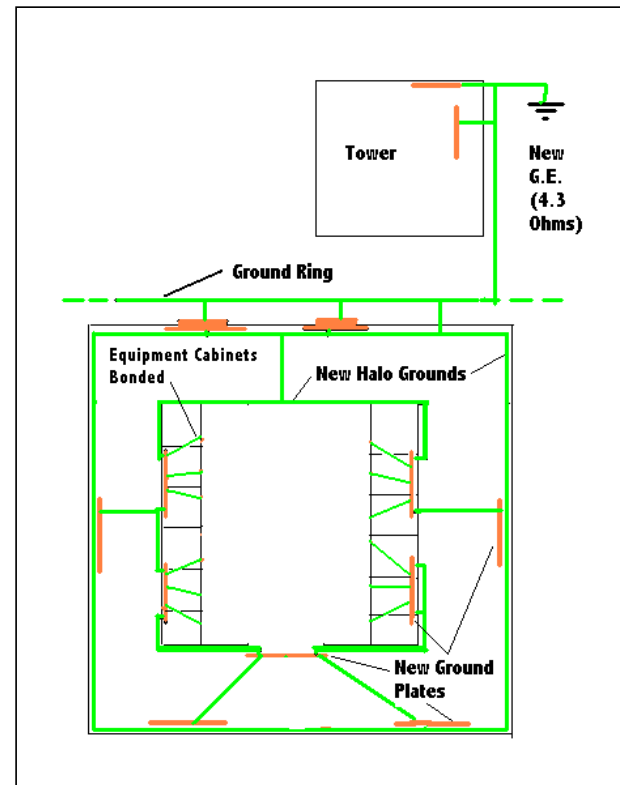 Tower
New
G.E.
(4.3
Ohms)
Ground Ring
Equipment Cabinets
Bonded
New Halo Grounds
New Ground
Plates